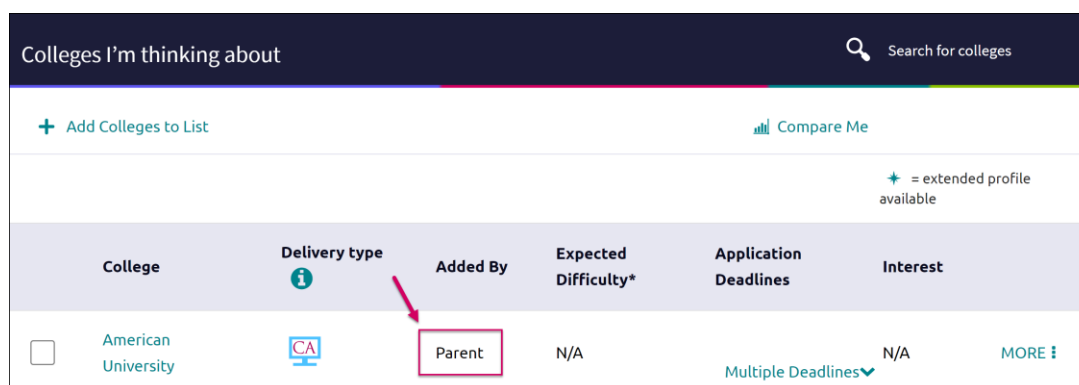 Colleges I'm thinking about
Search for colleges
Add Colleges to List
Compare Me
= extended profile
available
College
Delivery type
Added By
Expected
Difficulty*
Application
Deadlines
Interest
American
University
CA
Parent
N/A
Multiple Deadlines
N/A
MORE